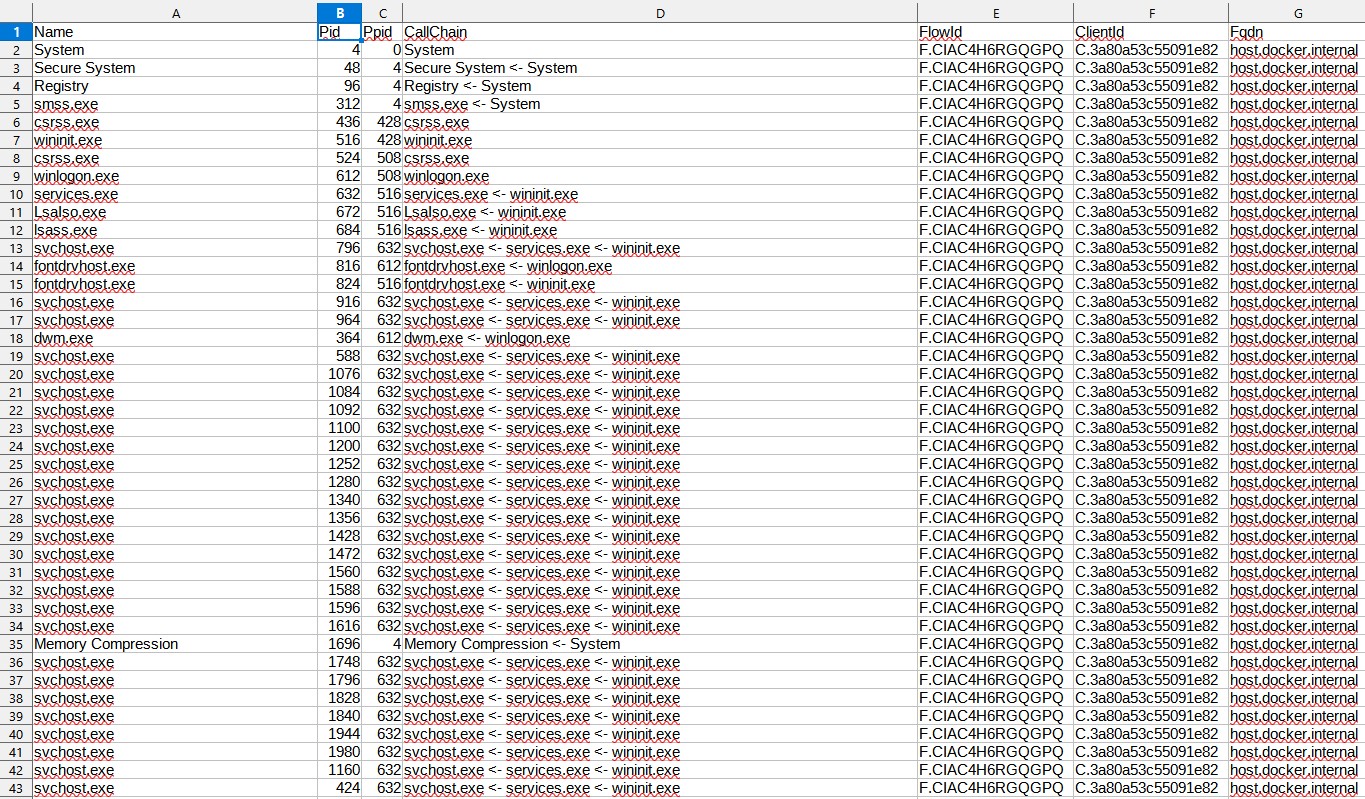 A B C D E F G
1 Name Pid Ppid CallChain FlowId ClientId Fqdn
2 System 4 0 System F.CIAC4H6RGQGPQ C.3a80a53c55091e82 host.docker.internal
3 Secure System 48 4 Secure System <- System F.CIAC4H6RGQGPQ C.3a80a53c55091e82 host.docker.internal
4 Registry 96 4 Registry <- System F.CIAC4H6RGQGPQ C.3a80a53c55091e82 host.docker.internal
5 smss.exe 312 4 smss.exe <- System F.CIAC4H6RGQGPQ C.3a80a53c55091e82 host.docker.internal
6 csrss.exe 436 428 csrss.exe F.CIAC4H6RGQGPQ C.3a80a53c55091e82 host.docker.internal
7 wininit.exe 516 428 wininit.exe F.CIAC4H6RGQGPQ C.3a80a53c55091e82 host.docker.internal
8 csrss.exe 524 508 csrss.exe F.CIAC4H6RGQGPQ C.3a80a53c55091e82 host.docker.internal
9 winlogon.exe 612 508 winlogon.exe F.CIAC4H6RGQGPQ C.3a80a53c55091e82 host.docker.internal
10 services.exe 632 516 services.exe <- wininit.exe F.CIAC4H6RGQGPQ C.3a80a53c55091e82 host.docker.internal
11 LsaIso.exe 672 516 LsaIso.exe <- wininit.exe F.CIAC4H6RGQGPQ C.3a80a53c55091e82 host.docker.internal
12 lsass.exe 684 516 lsass.exe <- wininit.exe F.CIAC4H6RGQGPQ C.3a80a53c55091e82 host.docker.internal
13 svchost.exe 796 632 svchost.exe <- services.exe <- wininit.exe F.CIAC4H6RGQGPQ C.3a80a53c55091e82 host.docker.internal
14 fontdrvhost.exe 816 612 fontdrvhost.exe <- winlogon.exe F.CIAC4H6RGQGPQ C.3a80a53c55091e82 host.docker.internal
15 fontdrvhost.exe 824 516 fontdrvhost.exe <- wininit.exe F.CIAC4H6RGQGPQ C.3a80a53c55091e82 host.docker.internal
16 svchost.exe 916 632 svchost.exe <- services.exe <- wininit.exe F.CIAC4H6RGQGPQ C.3a80a53c55091e82 host.docker.internal
17 svchost.exe 964 632 svchost.exe <- services.exe <- wininit.exe F.CIAC4H6RGQGPQ C.3a80a53c55091e82 host.docker.internal
18 dwm.exe 364 612 dwm.exe <- winlogon.exe F.CIAC4H6RGQGPQ C.3a80a53c55091e82 host.docker.internal
19 svchost.exe 588 632 svchost.exe <- services.exe <- wininit.exe F.CIAC4H6RGQGPQ C.3a80a53c55091e82 host.docker.internal
20 svchost.exe 1076 632 svchost.exe <- services.exe <- wininit.exe F.CIAC4H6RGQGPQ C.3a80a53c55091e82 host.docker.internal
21 svchost.exe 1084 632 svchost.exe <- services.exe <- wininit.exe F.CIAC4H6RGQGPQ C.3a80a53c55091e82 host.docker.internal
22 svchost.exe 1092 632 svchost.exe <- services.exe <- wininit.exe F.CIAC4H6RGQGPQ C.3a80a53c55091e82 host.docker.internal
23 svchost.exe 1100 632 svchost.exe <- services.exe <- wininit.exe F.CIAC4H6RGQGPQ C.3a80a53c55091e82 host.docker.internal
24 svchost.exe 1200 632 svchost.exe <- services.exe <- wininit.exe F.CIAC4H6RGQGPQ C.3a80a53c55091e82 host.docker.internal
25 svchost.exe 1252 632 svchost.exe <- services.exe <- wininit.exe F.CIAC4H6RGQGPQ C.3a80a53c55091e82 host.docker.internal
26 svchost.exe 1280 632 svchost.exe <- services.exe <- wininit.exe F.CIAC4H6RGQGPQ C.3a80a53c55091e82 host.docker.internal
27 svchost.exe 1340 632 svchost.exe <- services.exe <- wininit.exe F.CIAC4H6RGQGPQ C.3a80a53c55091e82 host.docker.internal
28 svchost.exe 1356 632 svchost.exe <- services.exe <- wininit.exe F.CIAC4H6RGQGPQ C.3a80a53c55091e82 host.docker.internal
29 svchost.exe 1428 632 svchost.exe <- services.exe <- wininit.exe F.CIAC4H6RGQGPQ C.3a80a53c55091e82 host.docker.internal
30 svchost.exe 1472 632 svchost.exe <- services.exe <- wininit.exe F.CIAC4H6RGQGPQ C.3a80a53c55091e82 host.docker.internal
31 svchost.exe 1560 632 svchost.exe <- services.exe <- wininit.exe F.CIAC4H6RGQGPQ C.3a80a53c55091e82 host.docker.internal
32 svchost.exe 1588 632 svchost.exe <- services.exe <- wininit.exe F.CIAC4H6RGQGPQ C.3a80a53c55091e82 host.docker.internal
33 svchost.exe 1596 632 svchost.exe <- services.exe <- wininit.exe F.CIAC4H6RGQGPQ C.3a80a53c55091e82 host.docker.internal
34 svchost.exe 1616 632 svchost.exe <- services.exe <- wininit.exe F.CIAC4H6RGQGPQ C.3a80a53c55091e82 host.docker.internal
35 Memory Compression 1696 4 Memory Compression <- System F.CIAC4H6RGQGPQ C.3a80a53c55091e82 host.docker.internal
36 svchost.exe 1748 632 svchost.exe <- services.exe <- wininit.exe F.CIAC4H6RGQGPQ C.3a80a53c55091e82 host.docker.internal
37 svchost.exe 1796 632 svchost.exe <- services.exe <- wininit.exe F.CIAC4H6RGQGPQ C.3a80a53c55091e82 host.docker.internal
38 svchost.exe 1828 632 svchost.exe <- services.exe <- wininit.exe F.CIAC4H6RGQGPQ C.3a80a53c55091e82 host.docker.internal
39 svchost.exe 1840 632 svchost.exe <- services.exe <- wininit.exe F.CIAC4H6RGQGPQ C.3a80a53c55091e82 host.docker.internal
40 svchost.exe 1944 632 svchost.exe <- services.exe <- wininit.exe F.CIAC4H6RGQGPQ C.3a80a53c55091e82 host.docker.internal
41 svchost.exe 1980 632 svchost.exe <- services.exe <- wininit.exe F.CIAC4H6RGQGPQ C.3a80a53c55091e82 host.docker.internal
42 svchost.exe 1160 632 svchost.exe <- services.exe <- wininit.exe F.CIAC4H6RGQGPQ C.3a80a53c55091e82 host.docker.internal
43 svchost.exe 424 632 svchost.exe <- services.exe <- wininit.exe F.CIAC4H6RGQGPQ C.3a80a53c55091e82 host.docker.internal